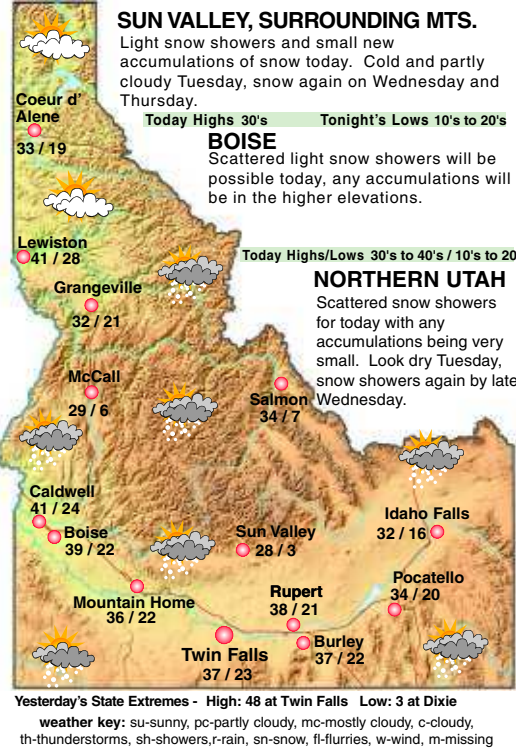 SUN VALLEY, SURROUNDING MTS.
Light snow showers and small new
accumulations of snow today. Cold and partly
cloudy Tuesday, snow again on Wednesday and
Thursday.
Today Highs 30's Tonight's Lows 10's to 20's
BOISE
Scattered light snow showers will be
possible today, any accumulations will
be in the higher elevations.
Today Highs/Lows 30's to 40's / 10's to 20
NORTHERN UTAH
Scattered snow showers
for today with any
accumulations being very
small. Look dry Tuesday,
snow showers again by late
Wednesday.
Coeur d'
Alene
33 / 19
Lewiston
41 / 28
Grangeville
32 / 21
McCall
29 / 6
Salmon
34 / 7
Caldwell
41 / 24
Boise
39 / 22
Sun Valley
28 / 3
Idaho Falls
32 / 16
Mountain Home
36 / 22
Rupert
38 / 21
Pocatello
34 / 20
Burley
37 / 22
Twin Falls
37 / 23
Yesterday's State Extremes - High: 48 at Twin Falls Low: 3 at Dixie
weather key: su-sunny, pc-partly cloudy, mc-mostly cloudy, c-cloudy,
th-thunderstorms, sh-showers,r-rain, sn-snow, fl-flurries, w-wind, m-missing